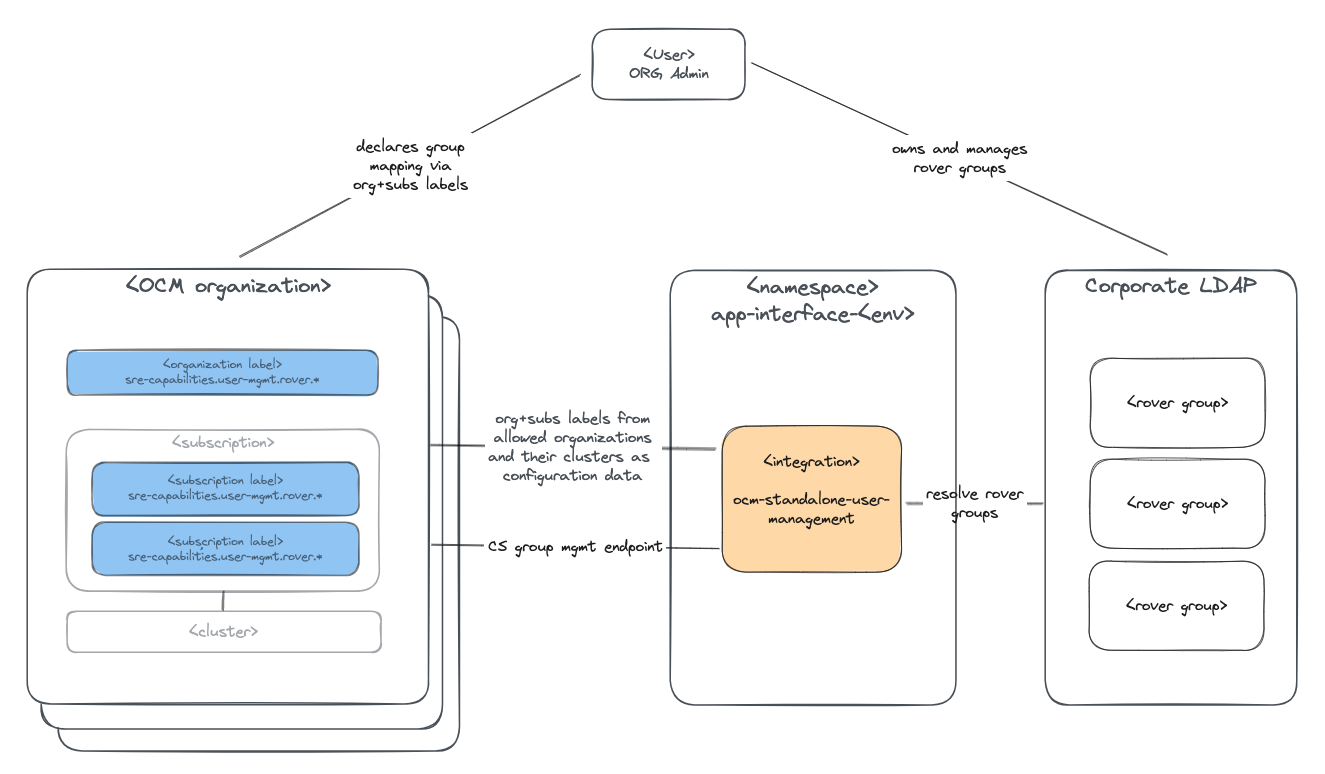 <User>
ORG Admin
declares group
mapping via
org+subs labels
owns and manages
rover groups
<OCM organization>
<organization label>
sre-capabilities.user-mgmt.rover.*
<subscription>
<subscription label>
sre-capabilities.user-mgmt.rover.*
<subscription label>
sre-capabilities.user-mgmt.rover.*
<cluster>
org+subs labels from
allowed organizations
and their clusters as
configuration data
CS group mgmt endpoint
<namespace>
app-interface-<env>
<integration>
ocm-standalone-user-
management
resolve rover
groups
Corporate LDAP
<rover group>
<rover group>
<rover group>